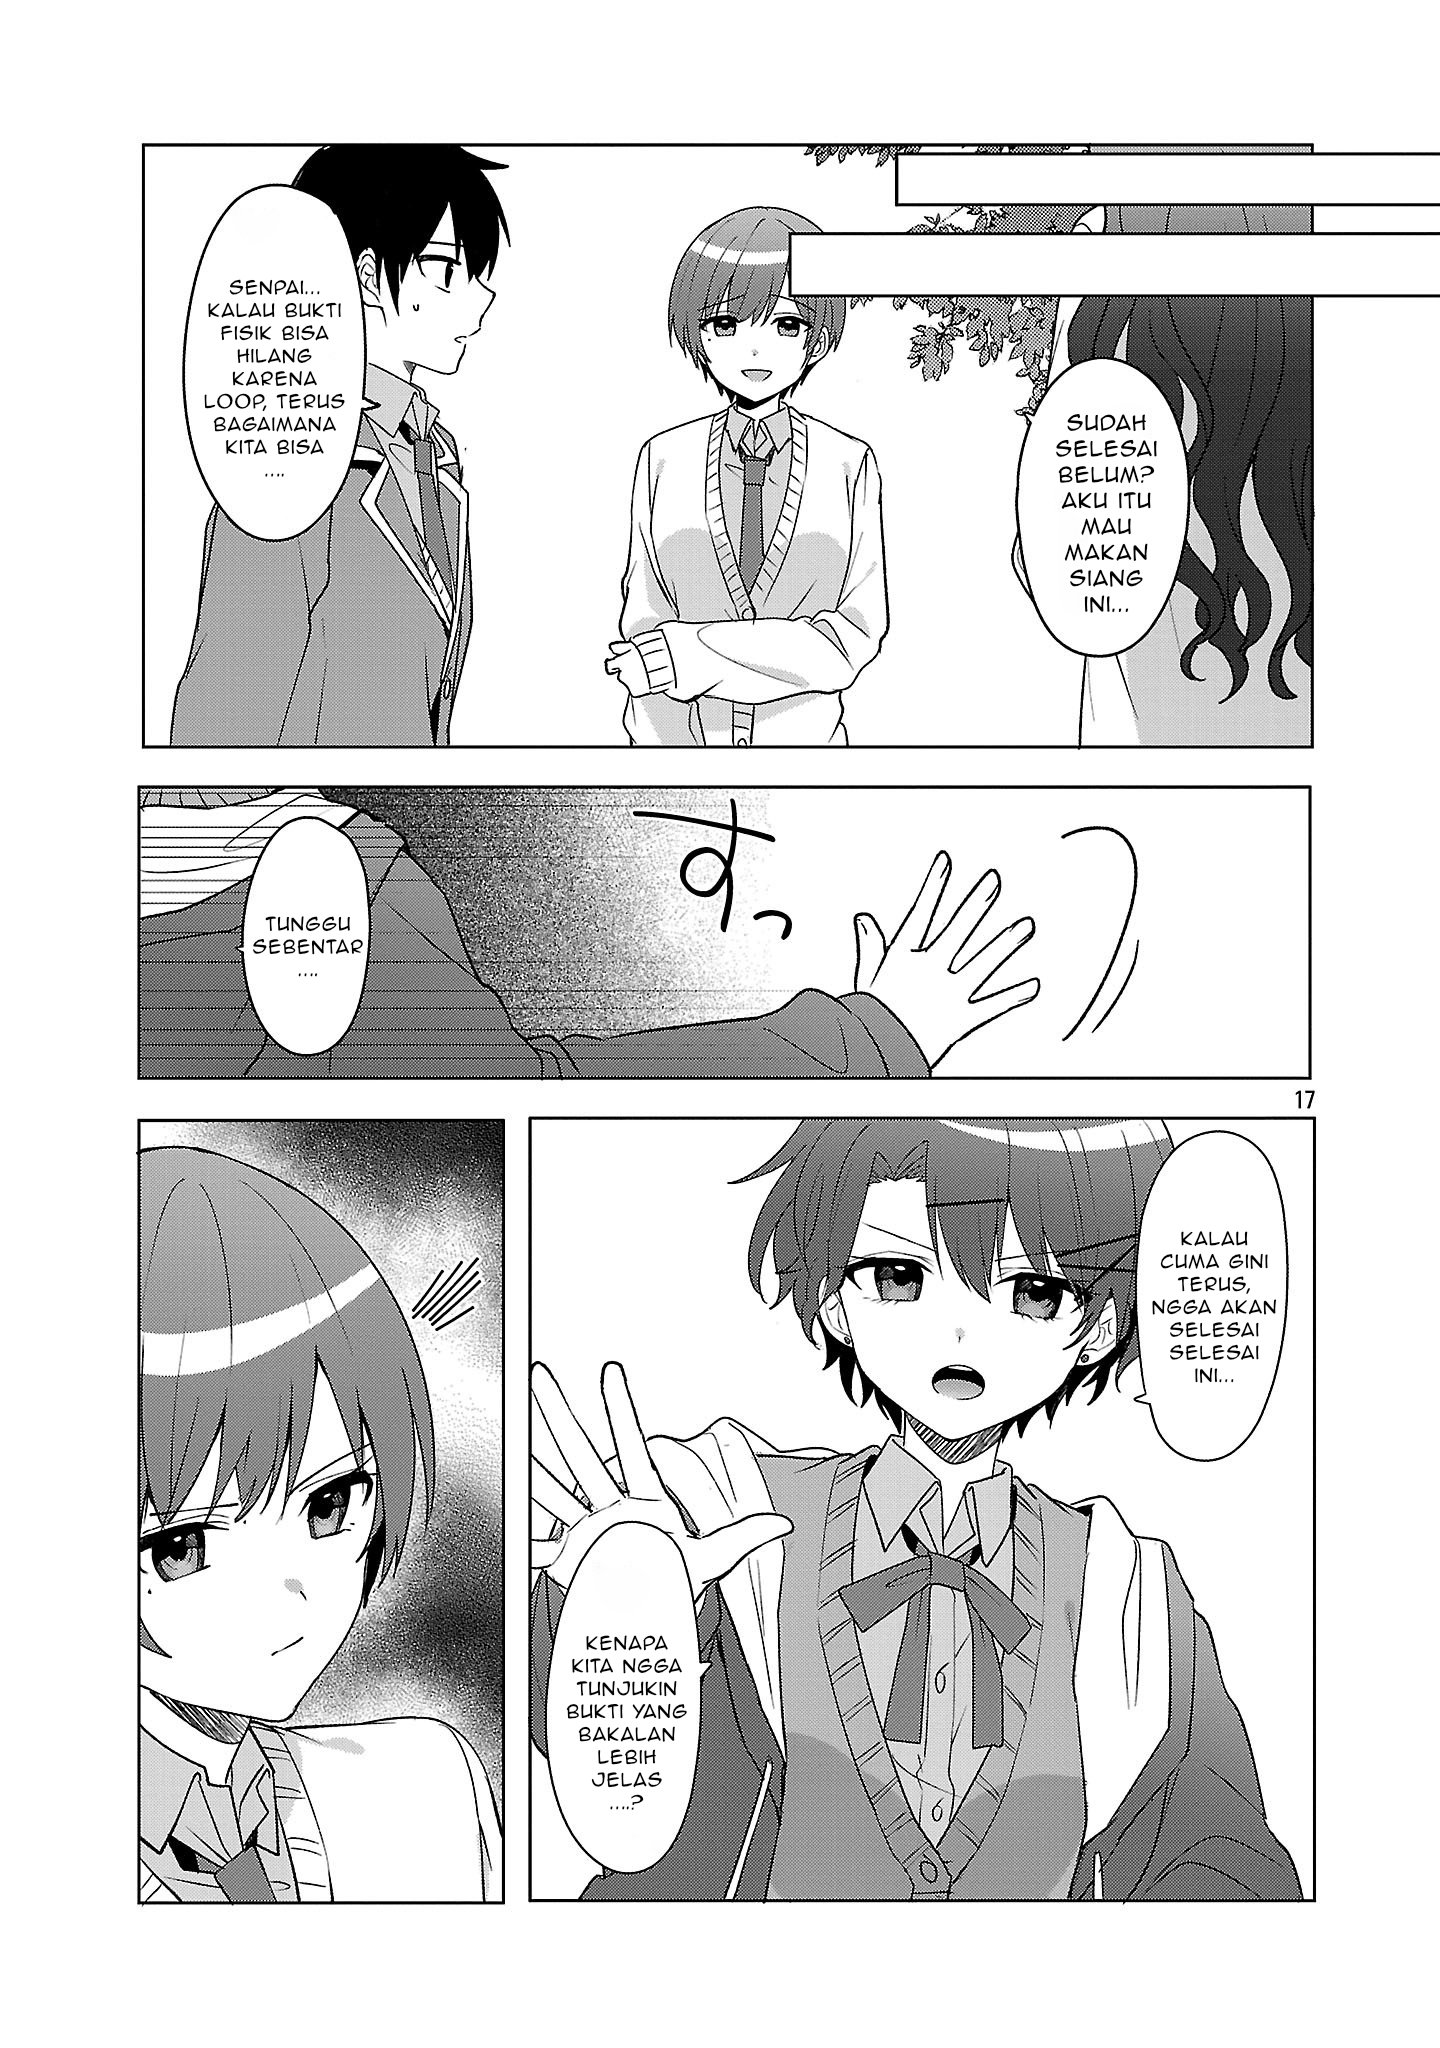 SUDAH
SELESAI
BELUM?
AKU ITU
MAU
MAKAN
SIANG
INI...
SENPAI...
KALAU BUKTI
FISIK BISA
HILANG
KARENA
LOOP, TERUS
BAGAIMANA
KITA BISA
....
すっ
TUNGGU
SEBENTAR
....
17
KALAU
CUMA GINI
TERUS,
NGGA AKAN
SELESAI
SELESAI
INI...
KENAPA
KITA NGGA
TUNJUKIN
BUKTI YANG
BAKALAN
LEBIH
JELAS
....?